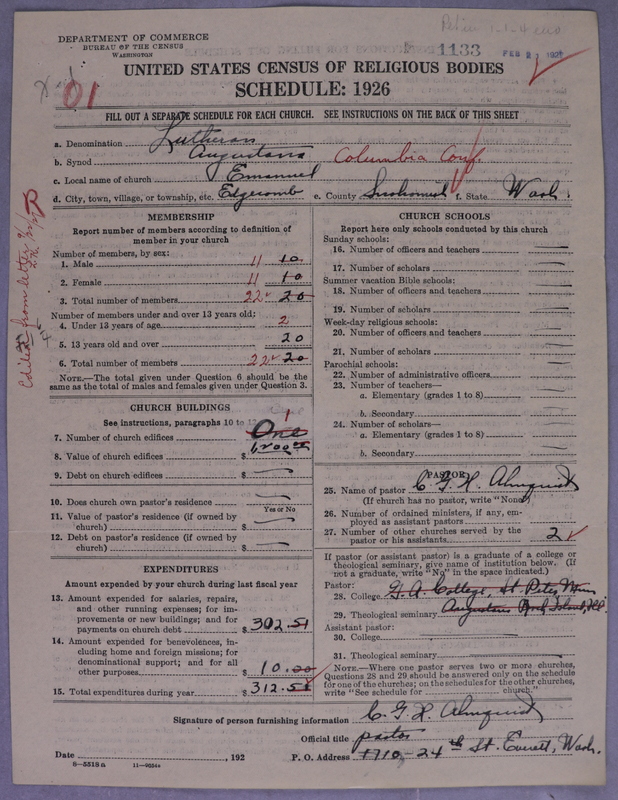 DEPARTMENT OF COMMERCE
BUREAU OF THE CENSUS
WASHINGTON
1133
FEB 2 1927
01
UNITED STATES CENSUS OF RELIGIOUS BODIES
SCHEDULE: 1926
FILL OUT A SEPARATE SCHEDULE FOR EACH CHURCH. SEE INSTRUCTIONS ON THE BACK OF THIS SHEET
a. Denomination Lutheran
b. Synod Augustana Columbia Conf.
c. Local name of church Emanuel
d. City, town, village, or township, etc. Edgecomb e. County Snohomish f. State Wash.
Edited from letter
MEMBERSHIP
Report number of members according to definition of
member in your church
Number of members, by sex:
1. Male 11 10
2. Female 11 10
3. Total number of members 22 20
Number of members under and over 13 years old:
4. Under 13 years of age 2
5. 13 years old and over 20
6. Total number of members 22 20
NOTE.—The total given under Question 6 should be the
same as the total of males and females given under Question 3.
CHURCH BUILDINGS
See instructions, paragraphs 10 to 12
7. Number of church edifices One 1
8. Value of church edifices $
9. Debt on church edifices $
10. Does church own pastor's residence
Yes or No
11. Value of pastor's residence (if owned by
church) $
12. Debt on pastor's residence (if owned by
church) $
EXPENDITURES
Amount expended by your church during last fiscal year
13. Amount expended for salaries, repairs,
and other running expenses; for im-
provements or new buildings; and for
payments on church debt $ 302.51
14. Amount expended for benevolences, in-
cluding home and foreign missions; for
denominational support; and for all
other purposes $ 10.00
15. Total expenditures during year $ 312.51
CHURCH SCHOOLS
Report here only schools conducted by this church
Sunday schools:
16. Number of officers and teachers
17. Number of scholars
Summer vacation Bible schools:
18. Number of officers and teachers
19. Number of scholars
Week-day religious schools:
20. Number of officers and teachers
21. Number of scholars
Parochial schools:
22. Number of administrative officers
23. Number of teachers—
a. Elementary (grades 1 to 8)
b. Secondary
24. Number of scholars—
a. Elementary (grades 1 to 8)
b. Secondary
PASTOR
25. Name of pastor C. G. H. Almquist
(If church has no pastor, write "None")
26. Number of ordained ministers, if any, em-
ployed as assistant pastors
27. Number of other churches served by the
pastor or his assistants 2
If pastor (or assistant pastor) is a graduate of a college or
theological seminary, give name of institution below. (If
not a graduate, write "No" in the space indicated.)
Pastor:
28. College G. A. College, St. Peter, Minn
29. Theological seminary Augustana Rock Island, Ill
Assistant pastor:
30. College
31. Theological seminary
NOTE.—Where one pastor serves two or more churches,
Questions 28 and 29 should be answered only on the schedule
for one of the churches; on the schedules for the other churches,
write "See schedule for church."
Signature of person furnishing information C. G. H. Almquist
Official title pastor
Date , 192 P. O. Address 1710-24th St. Everett, Wash.
8—5518a 11—9034a